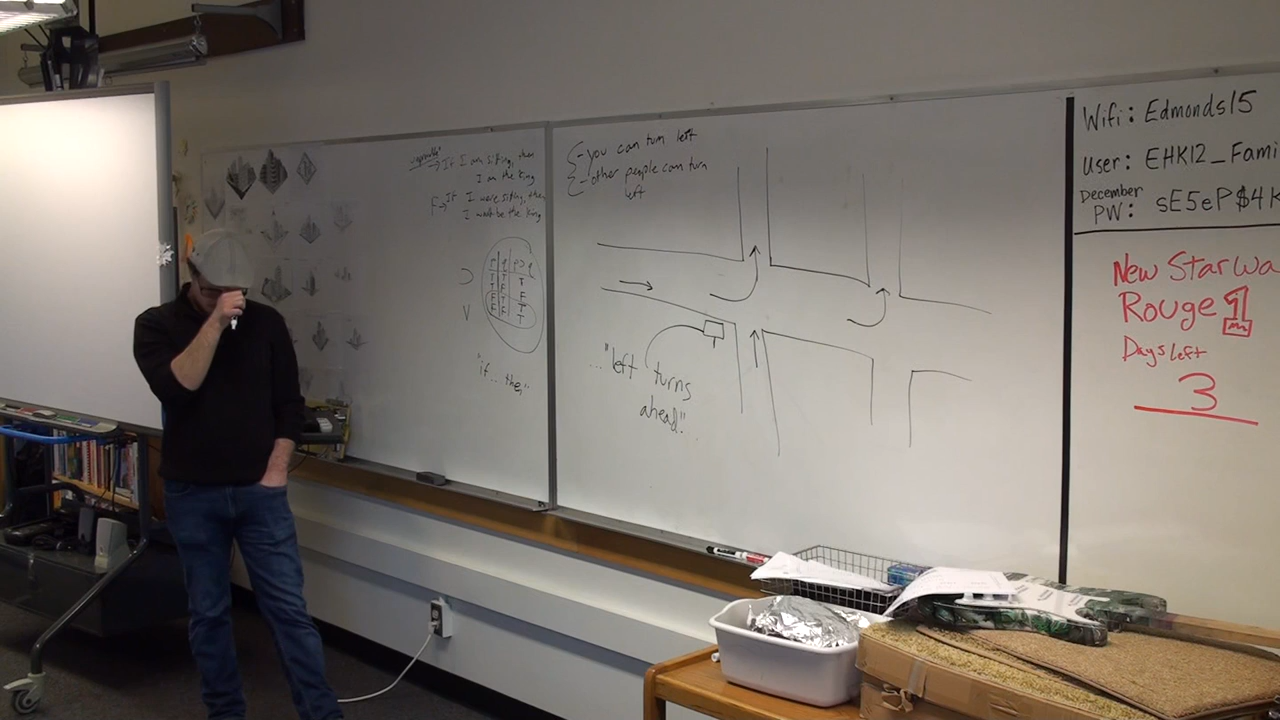 If I am sitting, then
I am the King
If I were sitting, then
I won't be the King
P q P ⊃ q
T T T
T F F
F T T
F F T
⊃
V
"if... then"
- you can turn left
- other people can turn
left
..."left turns
ahead."
Wifi: Edmonds15
User: EHK12_Fami
December
PW: sE5eP$4K
New Star Wa
Rouge 1
Days left
3